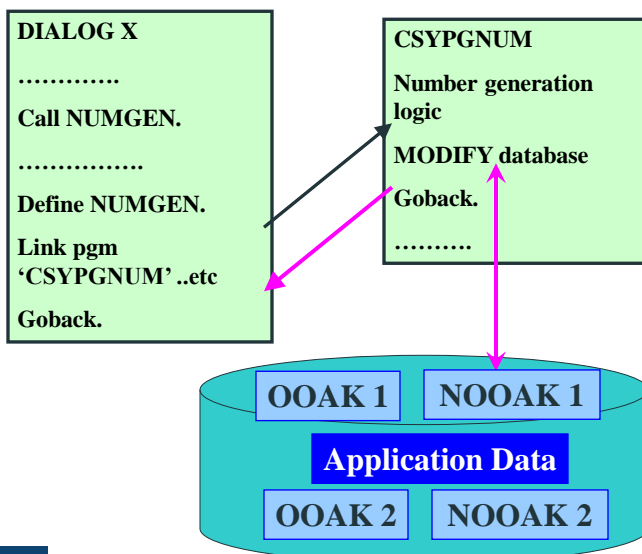 DIALOG X
………….
Call NUMGEN.
…………….
Define NUMGEN.
Link pgm
‘CSYPGNUM’ ..etc
Goback.
CSYPGNUM
Number generation
logic
MODIFY database
Goback.
……….
OOAK 1
NOOAK 1
Application Data
OOAK 2
NOOAK 2